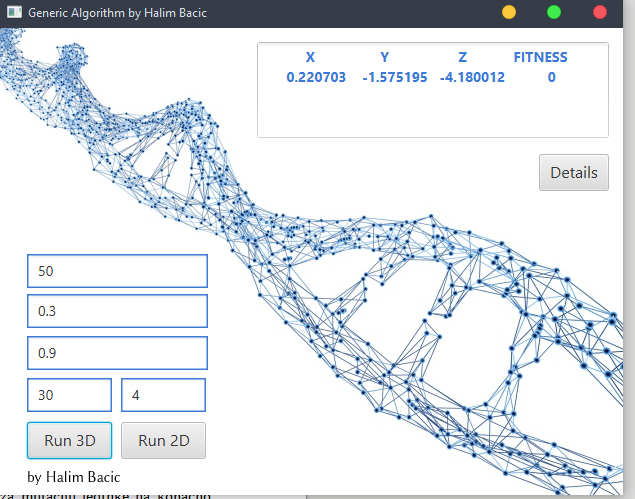 Generic Algorithm by Halim Bacic
X Y Z FITNESS
0.220703 -1.575195 -4.180012 0
Details
50
0.3
0.9
30 4
Run 3D Run 2D
by Halim Bacic